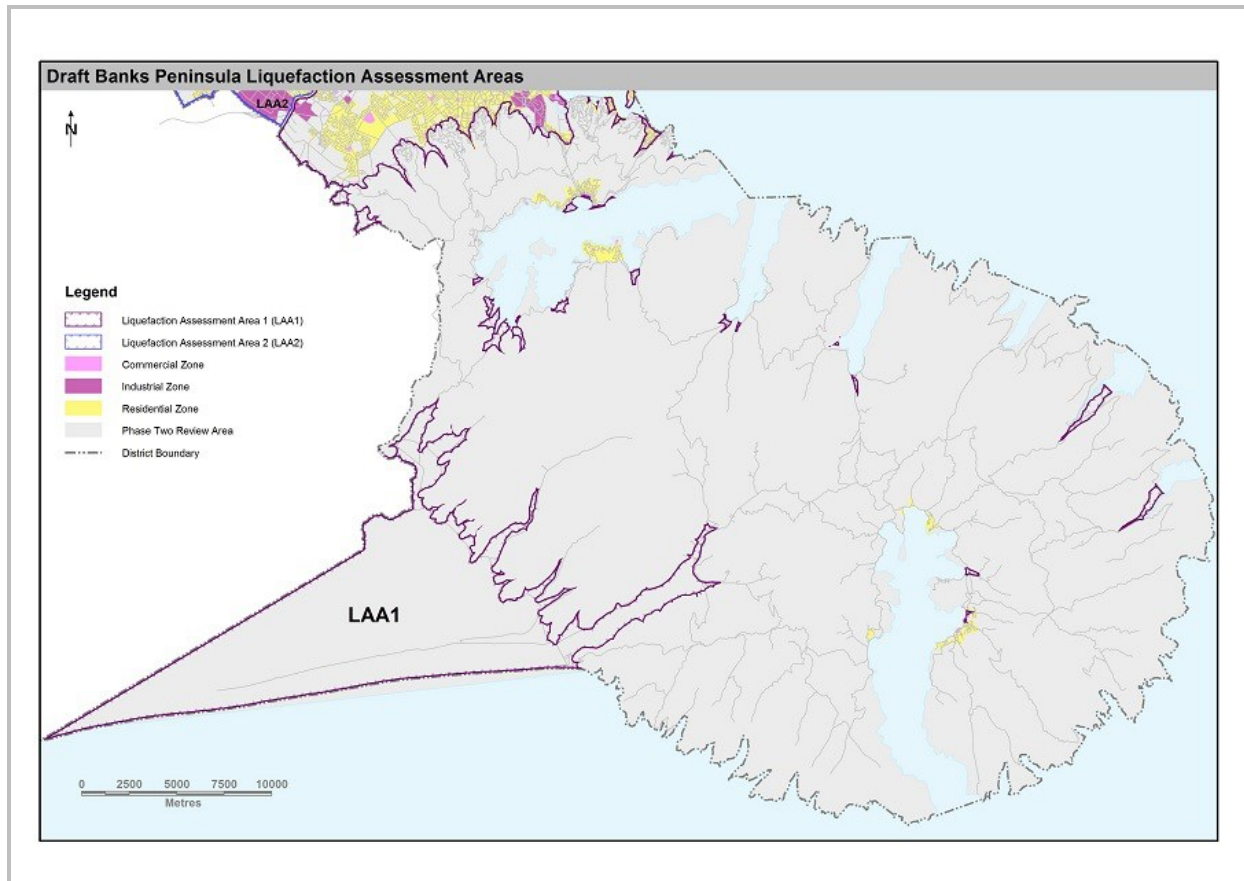 Draft Banks Peninsula Liquefaction Assessment Areas
LAA2
N
Legend
Liquefaction Assessment Area 1 (LAA1)
Liquefaction Assessment Area 2 (LAA2)
Commercial Zone
Industrial Zone
Residential Zone
Phase Two Review Area
District Boundary
LAA1
0 2500 5000 7500 10000
Metres